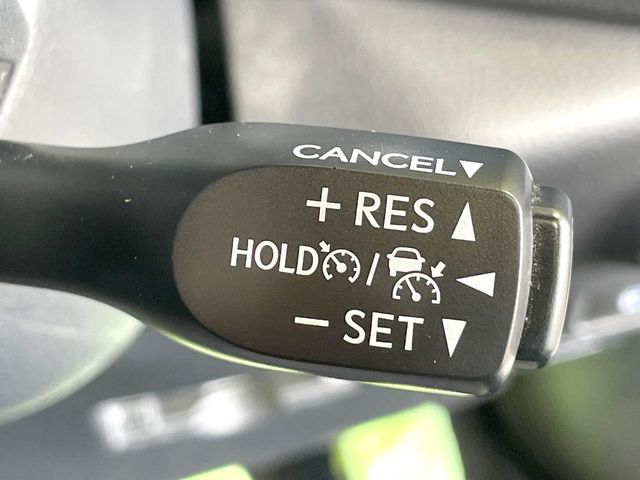 CANCEL▼
+ RES ▲
HOLD / ◀
− SET ▼